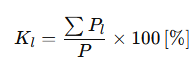 K_l = \frac{\sum P_l}{P} \times 100 [%]